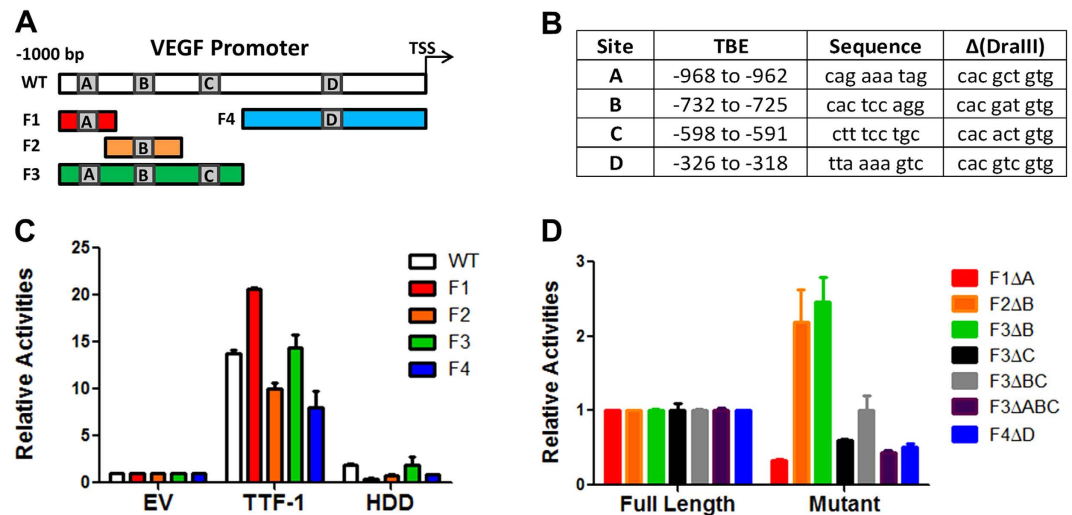 A
-1000 bp
VEGF Promoter
TSS
WT
A
B
C
D
F1
A
F4
D
F2
B
F3
A
B
C
B
Site
TBE
Sequence
Δ(DraIII)
A
-968 to -962
cag aaa tag
cac gct gtg
B
-732 to -725
cac tcc agg
cac gat gtg
C
-598 to -591
ctt tcc tgc
cac act gtg
D
-326 to -318
tta aaa gtc
cac gtc gtg
C
Relative Activities
25
20
15
10
5
0
EV
TTF-1
HDD
WT
F1
F2
F3
F4
D
Relative Activities
3
2
1
0
Full Length
Mutant
F1ΔA
F2ΔB
F3ΔB
F3ΔC
F3ΔBC
F3ΔABC
F4ΔD